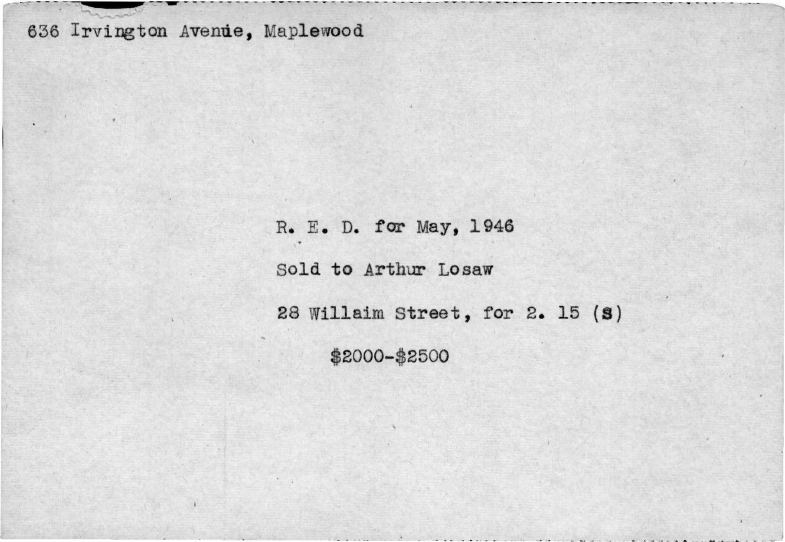 636 Irvington Avenue, Maplewood
R. E. D. for May, 1946
Sold to Arthur Losaw
28 Willaim Street, for 2. 15 (S)
$2000-$2500